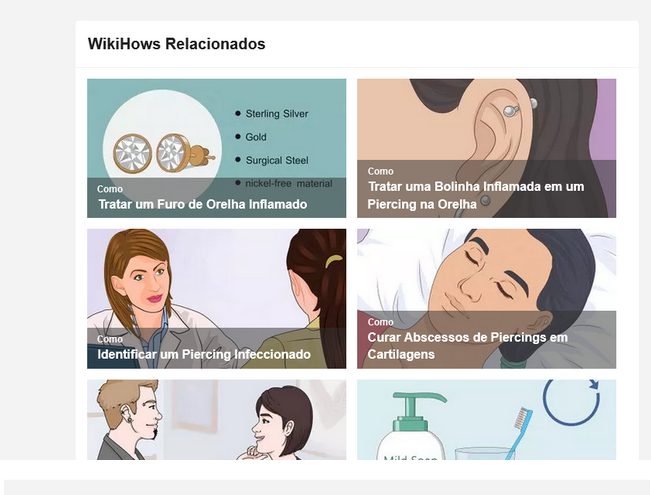 WikiHows Relacionados
Sterling Silver
Gold
Surgical Steel
nickel-free material
Como
Tratar um Furo de Orelha Inflamado
Como
Tratar uma Bolinha Inflamada em um
Piercing na Orelha
Como
Identificar um Piercing Infeccionado
Como
Curar Abscessos de Piercings em
Cartilagens
Mild Soap